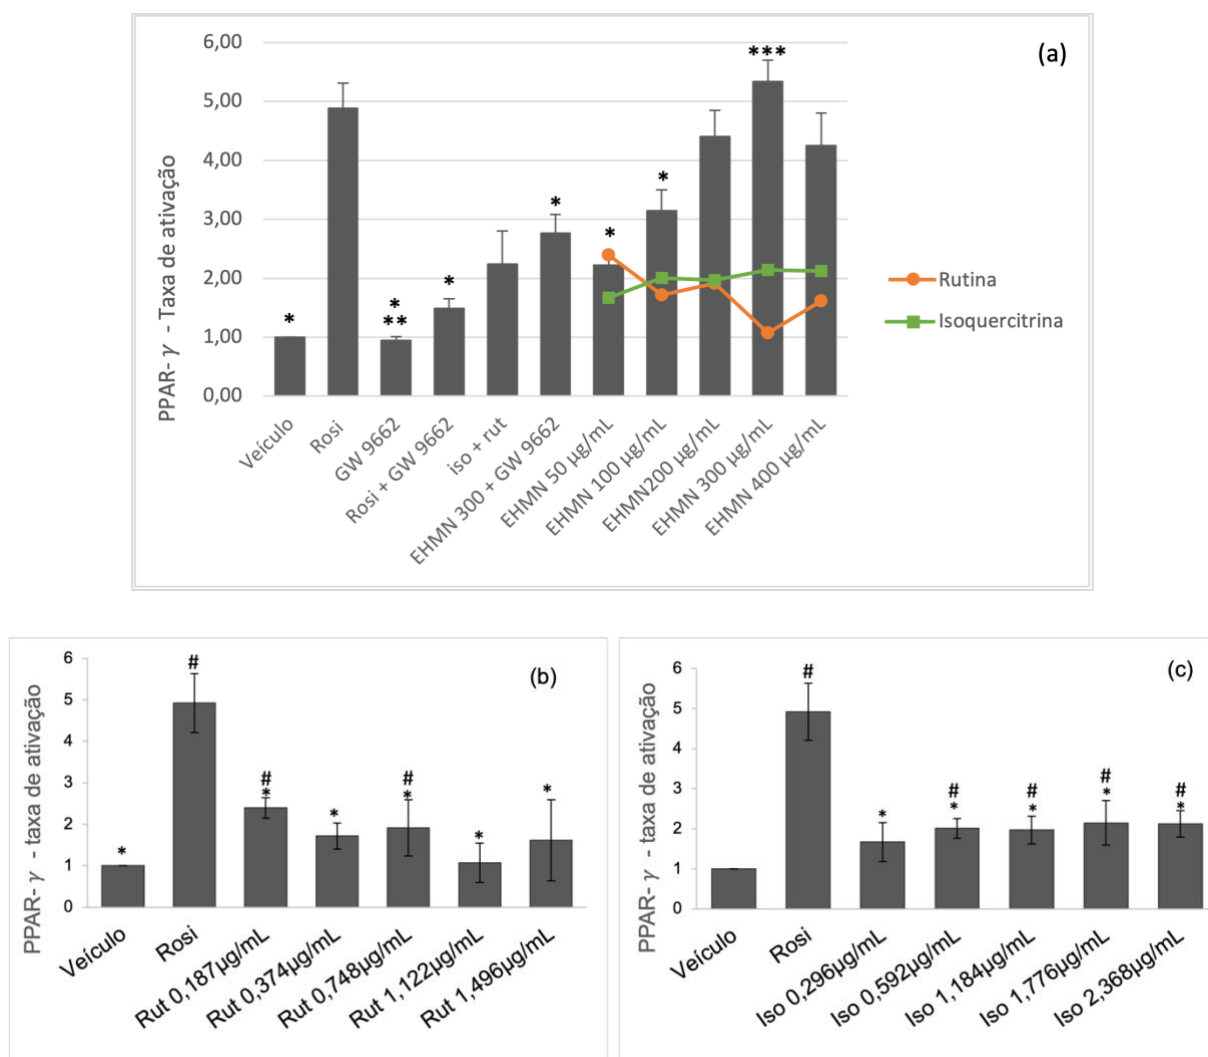 (a)
PPAR- γ - Taxa de ativação
6,00
5,00
4,00
3,00
2,00
1,00
0,00
*
*
**
*
*
*
*
***
Veículo
Rosi
GW 9662
Rosi + GW 9662
iso + rut
EHMN 300 + GW 9662
EHMN 50 µg/mL
EHMN 100 µg/mL
EHMN200 µg/mL
EHMN 300 µg/mL
EHMN 400 µg/mL
Rutina
Isoquercitrina
(b)
PPAR- γ - taxa de ativação
6
5
4
3
2
1
0
*
#
#
*
*
#
*
*
*
Veículo
Rosi
Rut 0,187µg/mL
Rut 0,374µg/mL
Rut 0,748µg/mL
Rut 1,122µg/mL
Rut 1,496µg/mL
(c)
PPAR- γ - taxa de ativação
6
5
4
3
2
1
0
#
*
#
*
#
*
#
*
#
*
Veículo
Rosi
Iso 0,296µg/mL
Iso 0,592µg/mL
Iso 1,184µg/mL
Iso 1,776µg/mL
Iso 2,368µg/mL